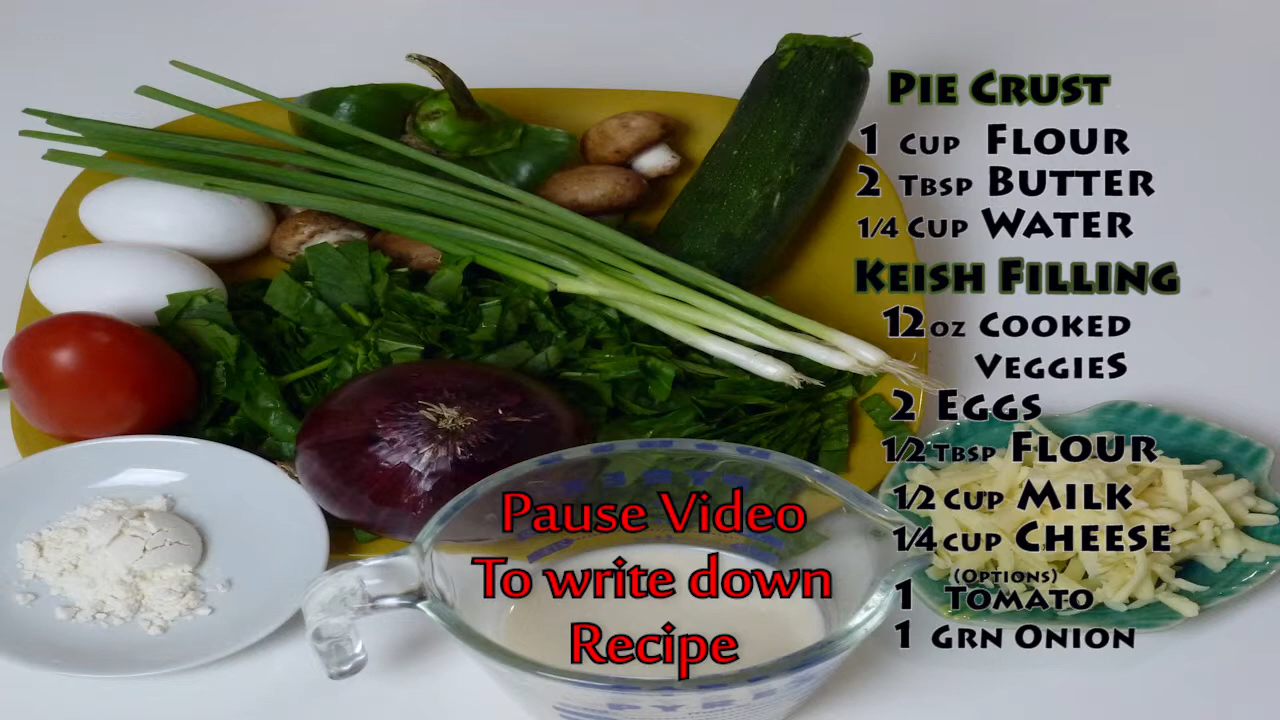 Pie Crust
1 Cup Flour
2 Tbsp Butter
1/4 Cup Water
Keish Filling
12oz Cooked
Veggies
2 Eggs
1/2 Tbsp Flour
1/2 Cup Milk
1/4 cup Cheese
(Options)
1 Tomato
1 Grn Onion
Pause Video
To write down
Recipe